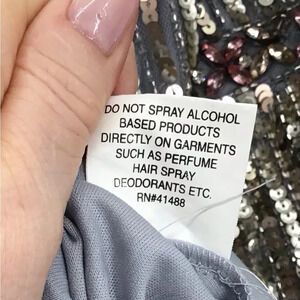 DO NOT SPRAY ALCOHOL
BASED PRODUCTS
DIRECTLY ON GARMENTS
SUCH AS PERFUME
HAIR SPRAY
DEODORANTS ETC.
RN#41488